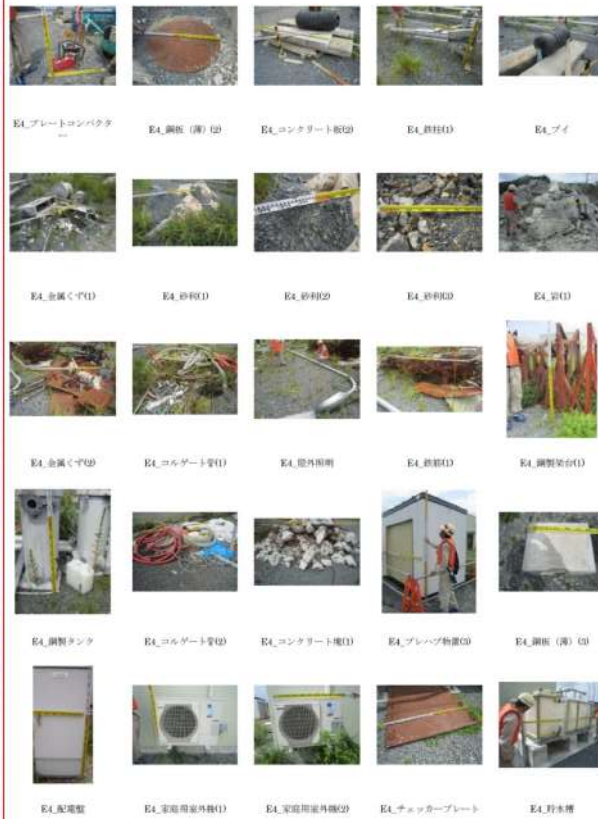 E4_プレートコンパクタ
E4_鋼板（薄）(2)
E4_コンクリート板(2)
E4_鉄柱(1)
E4_ブイ
E4_金属くず(1)
E4_砂利(1)
E4_砂利(2)
E4_砂利(3)
E4_岩(1)
E4_金属くず(2)
E4_コルゲート管(1)
E4_屋外照明
E4_鉄筋(1)
E4_鋼製架台(1)
E4_鋼製タンク
E4_コルゲート管(2)
E4_コンクリート塊(1)
E4_プレハブ物置(3)
E4_鋼板（薄）(3)
E4_配電盤
E4_家庭用室外機(1)
E4_家庭用室外機(2)
E4_チェッカープレート
E4_貯水槽